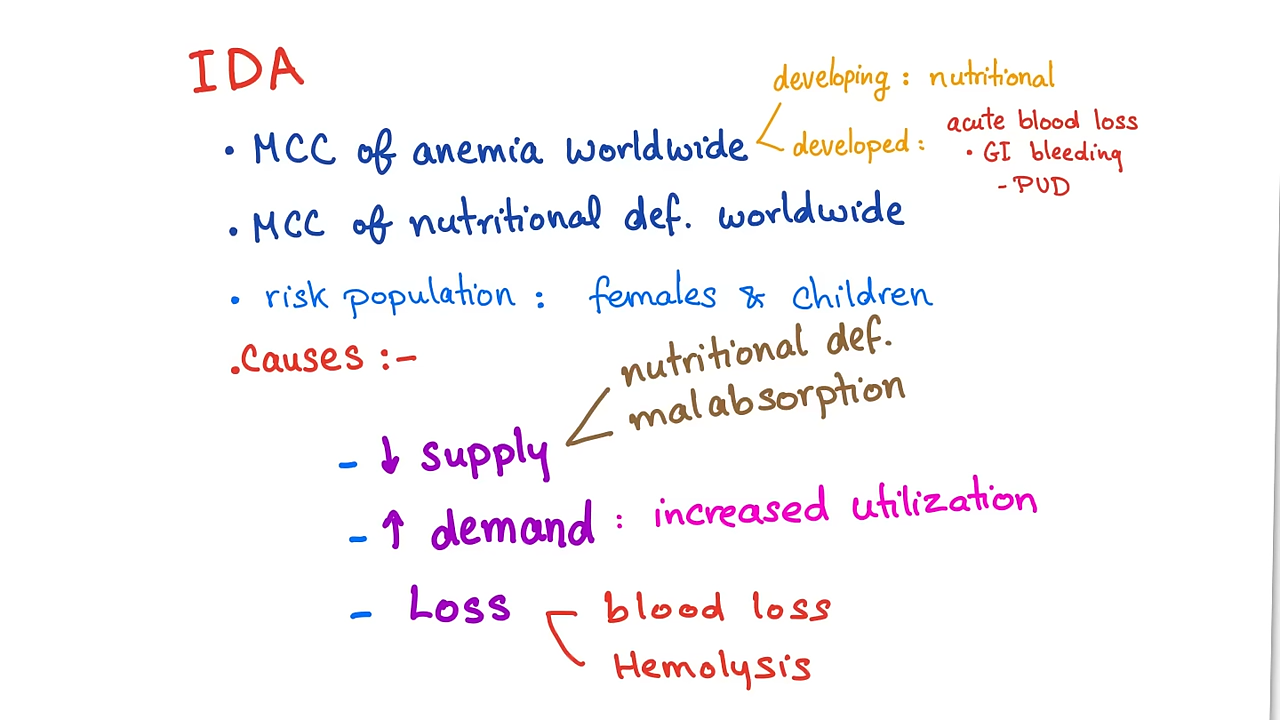 IDA
• MCC of anemia worldwide
developing : nutritional
developed :
acute blood loss
• GI bleeding
- PUD
• MCC of nutritional def. worldwide
• risk population : females & children
• Causes :-
- ↓ supply
nutritional def.
malabsorption
- ↑ demand : increased utilization
- Loss
blood loss
Hemolysis